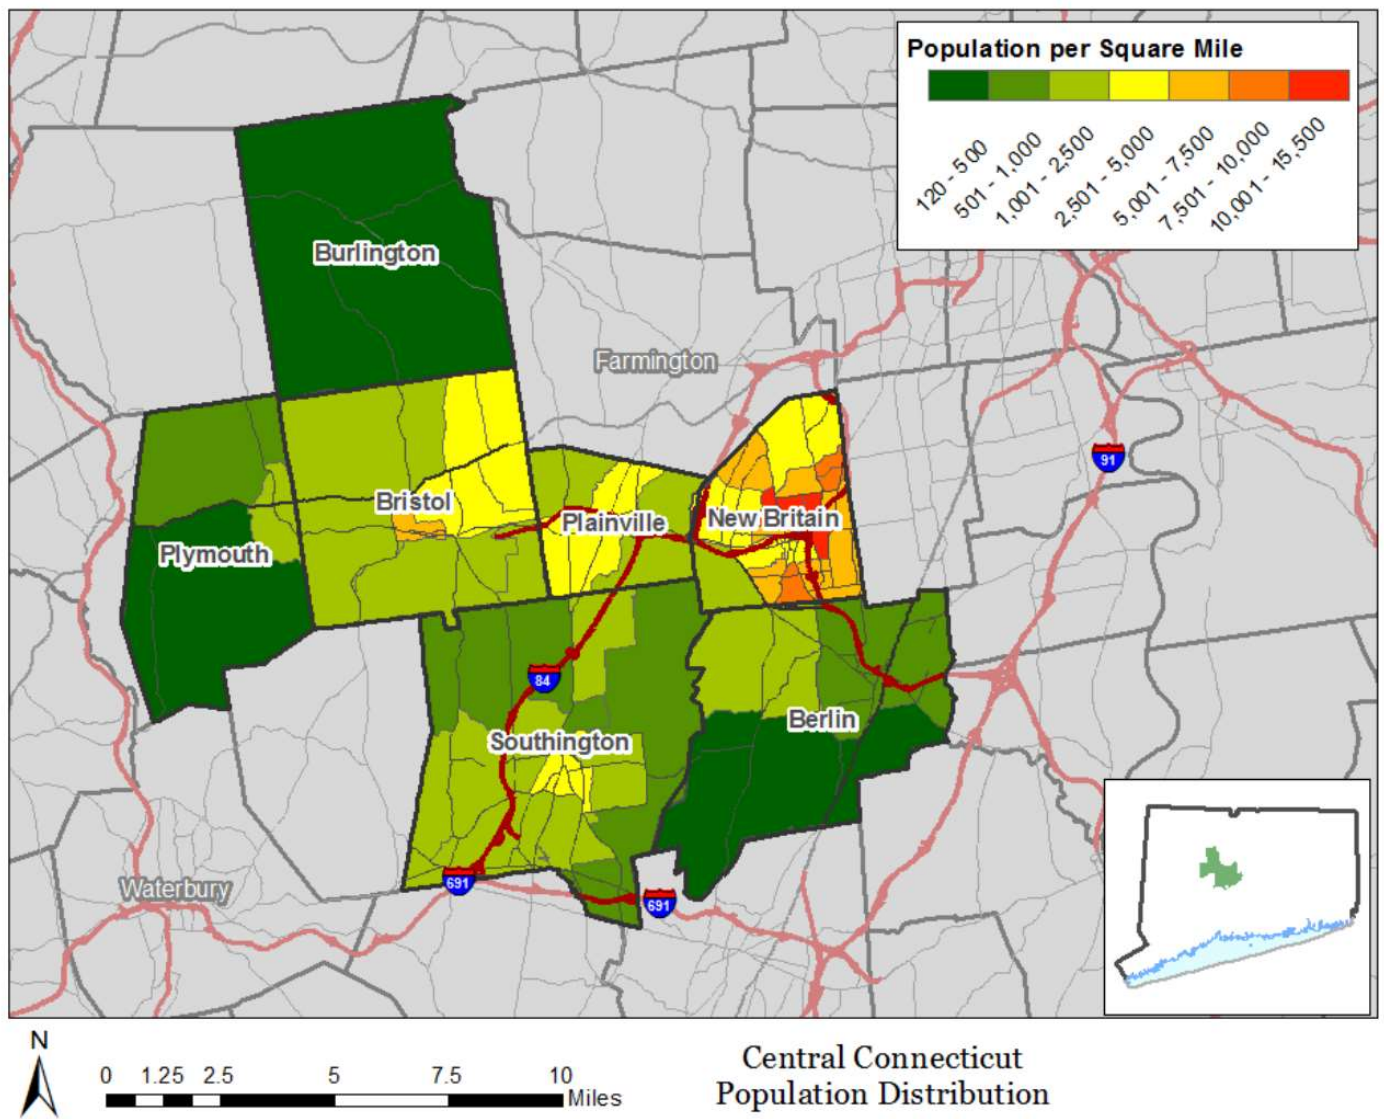 Population per Square Mile
120 - 500
501 - 1,000
1,001 - 2,500
2,501 - 5,000
5,001 - 7,500
7,501 - 10,000
10,001 - 15,500
Burlington
Farmington
91
Bristol
Plainville
New Britain
Plymouth
84
Berlin
Southington
Waterbury
691
691
N
0 1.25 2.5 5 7.5 10
Miles
Central Connecticut
Population Distribution